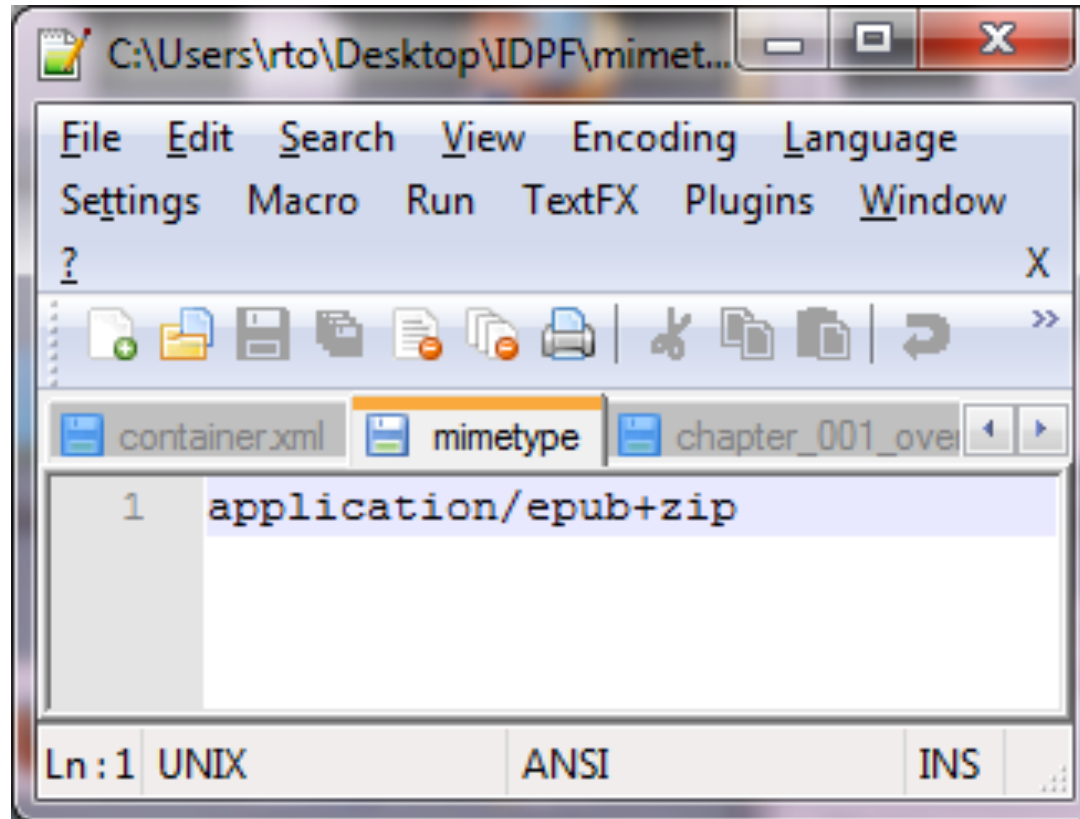 C:\Users\rto\Desktop\IDPF\mimet...
File Edit Search View Encoding Language
Settings Macro Run TextFX Plugins Window
? X
container.xml mimetype chapter_001_over
1 application/epub+zip
Ln:1 UNIX ANSI INS